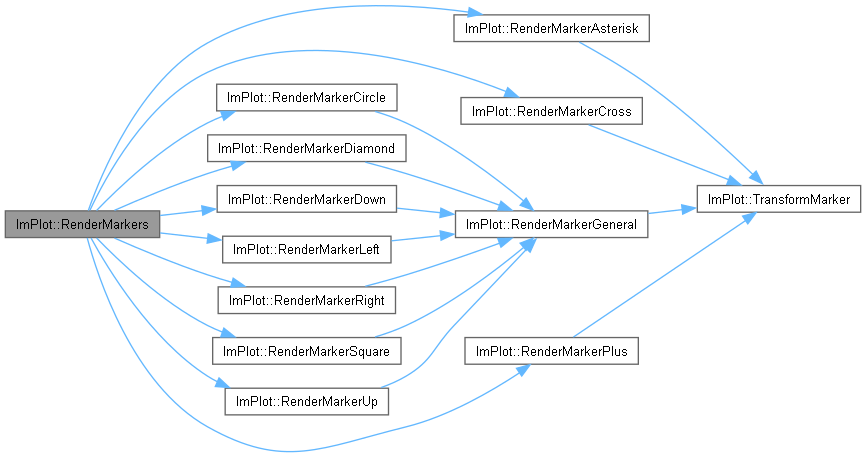 ImPlot::RenderMarkers
ImPlot::RenderMarkerAsterisk
ImPlot::RenderMarkerCross
ImPlot::RenderMarkerCircle
ImPlot::RenderMarkerDiamond
ImPlot::RenderMarkerDown
ImPlot::RenderMarkerLeft
ImPlot::RenderMarkerRight
ImPlot::RenderMarkerSquare
ImPlot::RenderMarkerUp
ImPlot::RenderMarkerGeneral
ImPlot::RenderMarkerPlus
ImPlot::TransformMarker